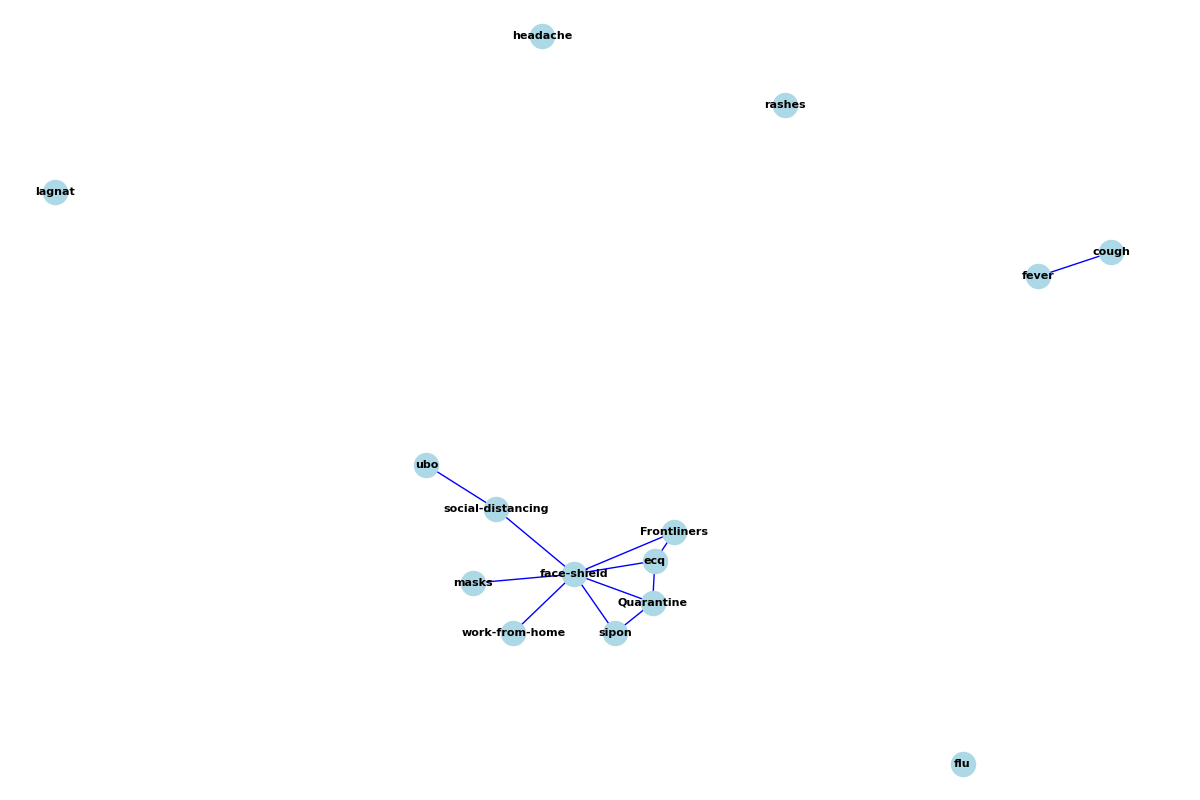 headache
rashes
lagnat
cough
fever
ubo
social-distancing
Frontliners
ecq
face-shield
masks
Quarantine
work-from-home
sipon
flu